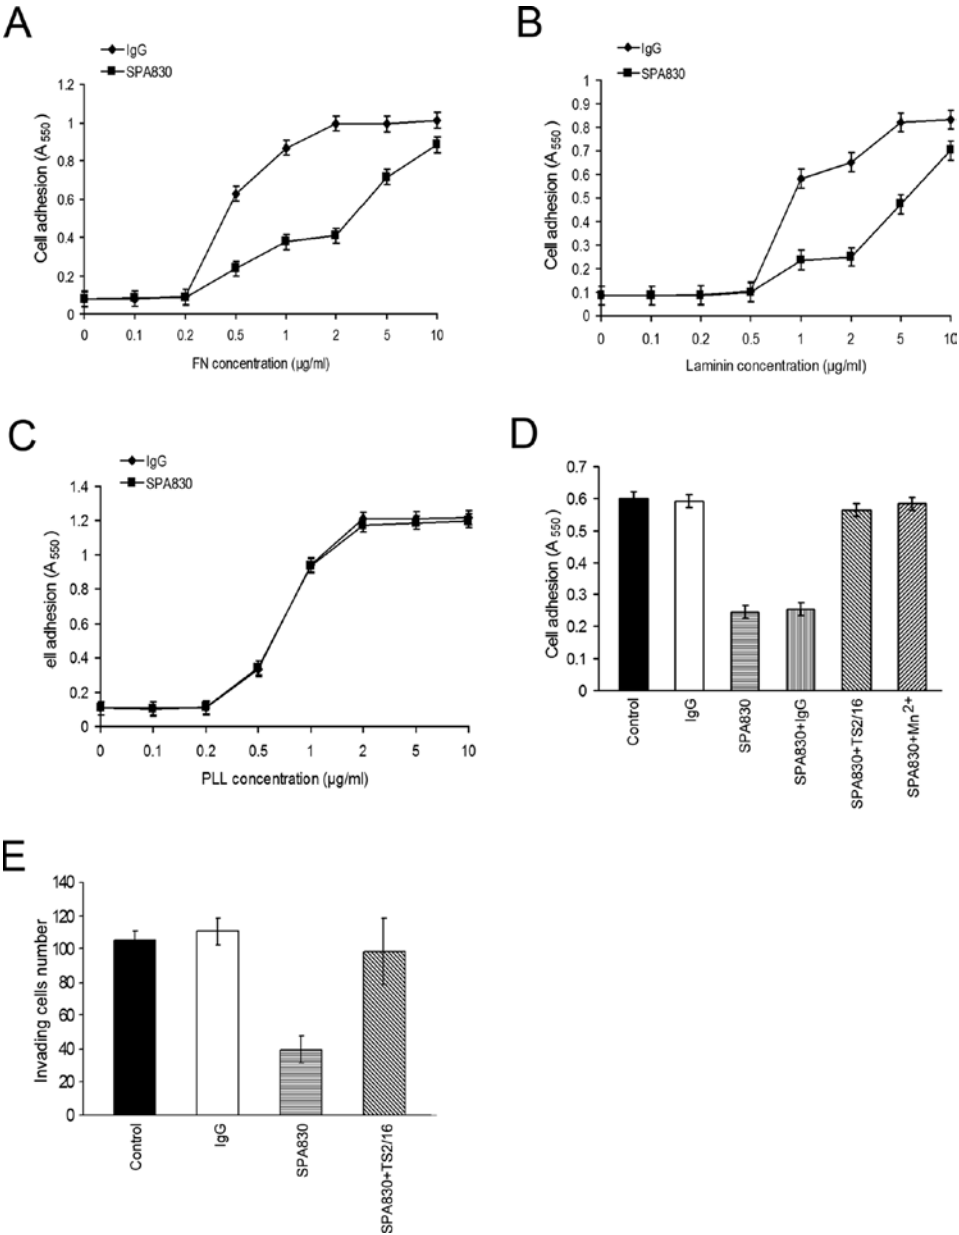 A
IgG
SPA830
1.2
1
0.8
0.6
0.4
0.2
0
Cell adhesion (A 550)
0 0.1 0.2 0.5 1 2 5 10
FN concentration (µg/ml)
B
IgG
SPA830
1
0.9
0.8
0.7
0.6
0.5
0.4
0.3
0.2
0.1
0
Cell adhesion (A 550)
0 0.1 0.2 0.5 1 2 5 10
Laminin concentration (µg/ml)
C
IgG
SPA830
1.4
1.2
1
0.8
0.6
0.4
0.2
0
ell adhesion (A 550)
0 0.1 0.2 0.5 1 2 5 10
PLL concentration (µg/ml)
D
0.7
0.6
0.5
0.4
0.3
0.2
0.1
0
Cell adhesion (A 550)
Control
IgG
SPA830
SPA830+IgG
SPA830+TS2/16
SPA830+Mn2+
E
140
120
100
80
60
40
20
0
Invading cells number
Control
IgG
SPA830
SPA830+TS2/16